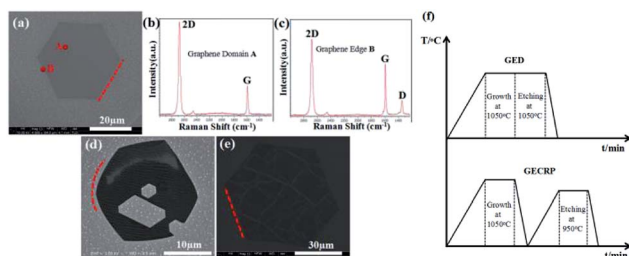 (a)
A
B
20μm
(b)
2D
Graphene Domain A
G
Intensity(a.u.)
Raman Shift (cm-1)
(c)
2D
Graphene Edge B
G
D
Intensity(a.u.)
Raman Shift (cm-1)
(d)
10μm
(e)
30μm
(f)
T/°C
GED
Growth at 1050°C
Etching at 1050°C
t/min
GECRP
Growth at 1050°C
Etching at 950°C
t/min